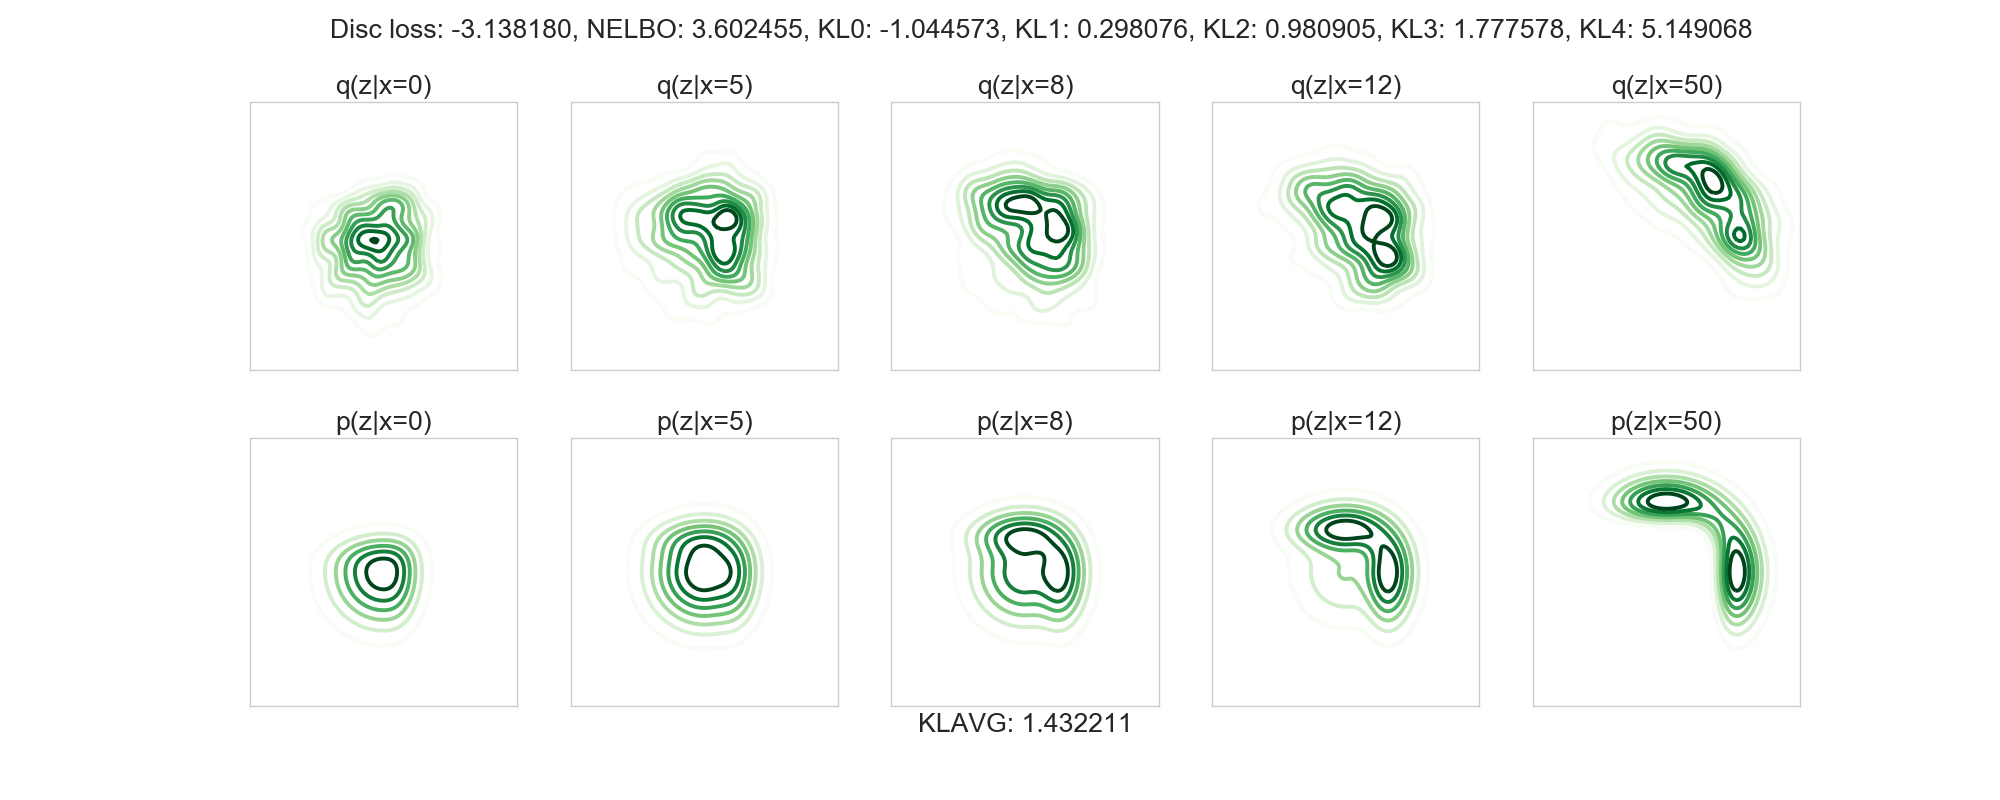 Disc loss: -3.138180, NELBO: 3.602455, KL0: -1.044573, KL1: 0.298076, KL2: 0.980905, KL3: 1.777578, KL4: 5.149068
q(z|x=0) q(z|x=5) q(z|x=8) q(z|x=12) q(z|x=50)
p(z|x=0) p(z|x=5) p(z|x=8) p(z|x=12) p(z|x=50)
KLAVG: 1.432211